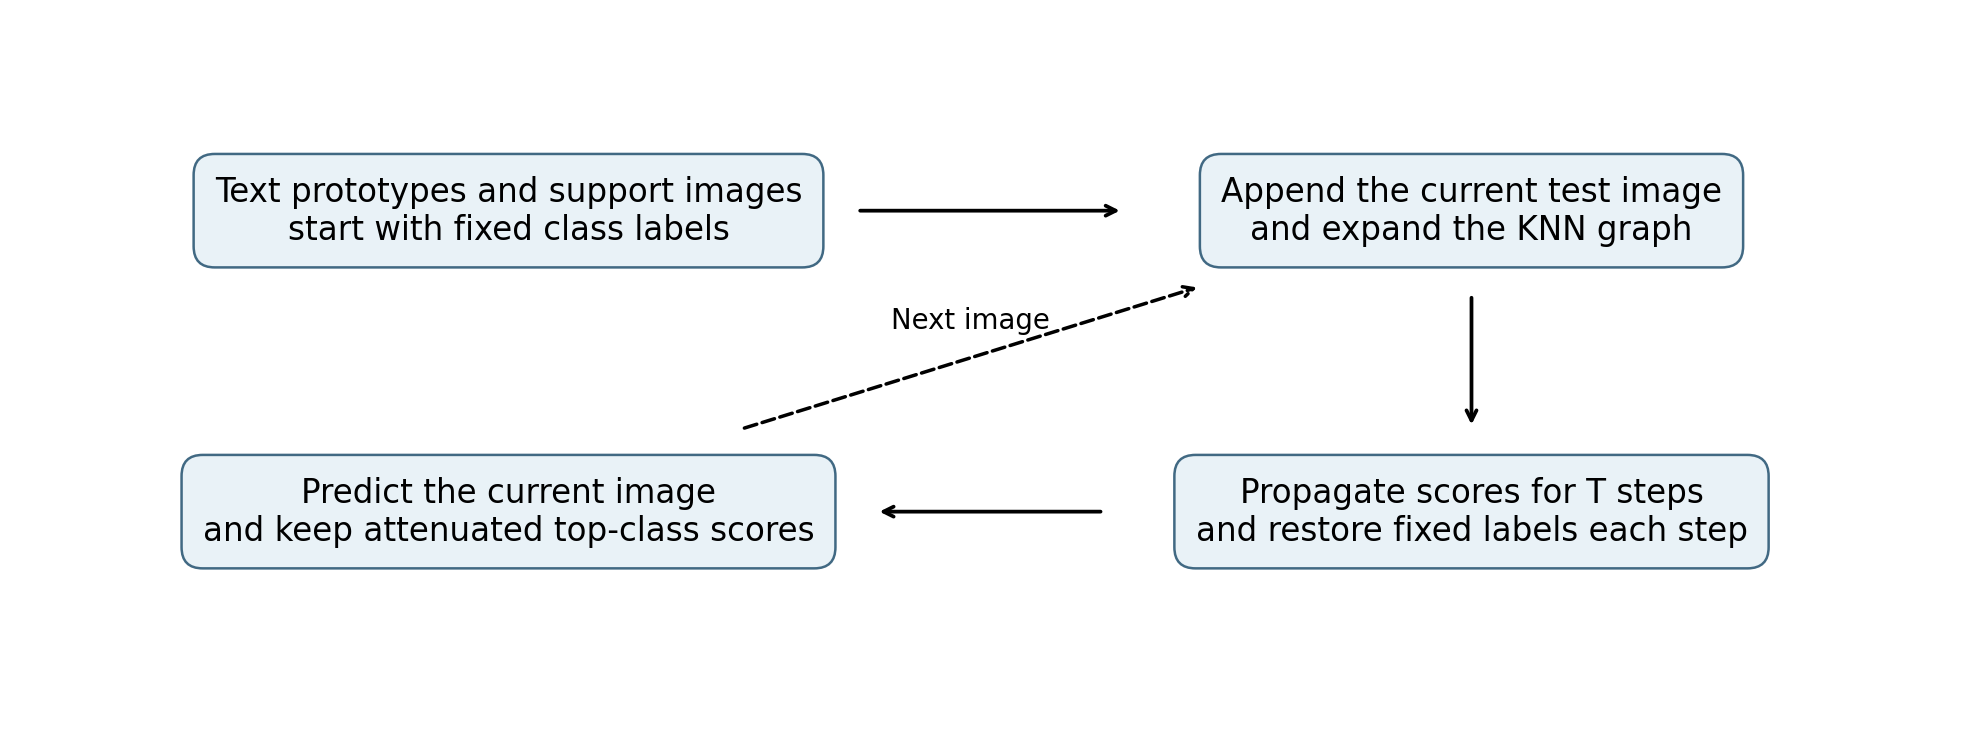 Text prototypes and support images
start with fixed class labels
Append the current test image
and expand the KNN graph
Next image
Predict the current image
and keep attenuated top-class scores
Propagate scores for T steps
and restore fixed labels each step